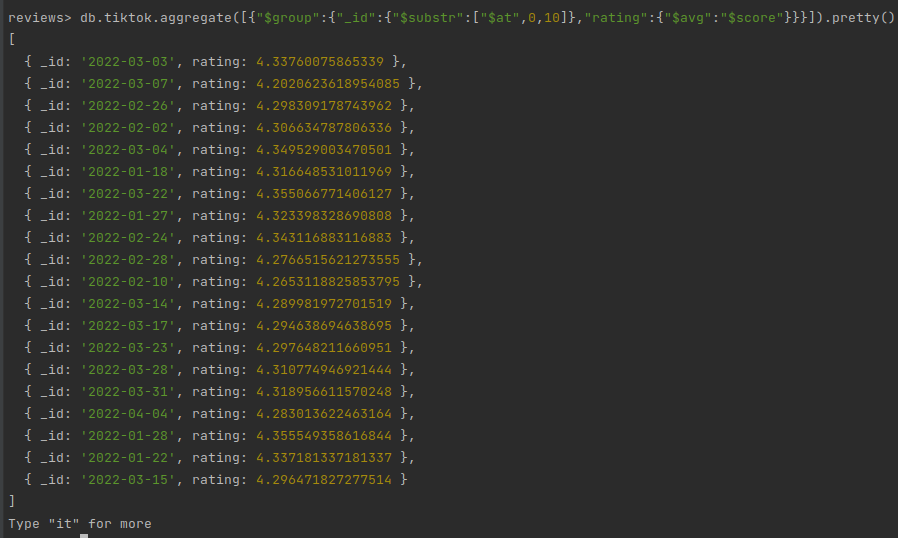 reviews> db.tiktok.aggregate([{"$group":{"_id":{"$substr":["$at",0,10]},"rating":{"$avg":"$score"}}}]).pretty()
[
  { _id: '2022-03-03', rating: 4.33760075865339 },
  { _id: '2022-03-07', rating: 4.2020623618954085 },
  { _id: '2022-02-26', rating: 4.298309178743962 },
  { _id: '2022-02-02', rating: 4.306634787806336 },
  { _id: '2022-03-04', rating: 4.349529003470501 },
  { _id: '2022-01-18', rating: 4.316648531011969 },
  { _id: '2022-03-22', rating: 4.355066771406127 },
  { _id: '2022-01-27', rating: 4.323398328690808 },
  { _id: '2022-02-24', rating: 4.343116883116883 },
  { _id: '2022-02-28', rating: 4.2766515621273555 },
  { _id: '2022-02-10', rating: 4.2653118825853795 },
  { _id: '2022-03-14', rating: 4.289981972701519 },
  { _id: '2022-03-17', rating: 4.294638694638695 },
  { _id: '2022-03-23', rating: 4.297648211660951 },
  { _id: '2022-03-28', rating: 4.310774946921444 },
  { _id: '2022-03-31', rating: 4.318956611570248 },
  { _id: '2022-04-04', rating: 4.283013622463164 },
  { _id: '2022-01-28', rating: 4.355549358616844 },
  { _id: '2022-01-22', rating: 4.337181337181337 },
  { _id: '2022-03-15', rating: 4.296471827277514 }
]
Type "it" for more